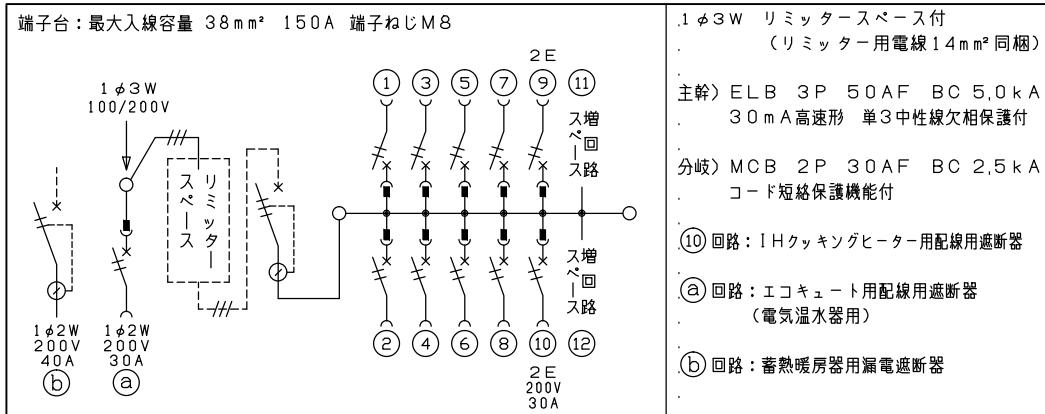 端子台:最大入線容量 38mm² 150A 端子ねじM8
1φ3W
100/200V
リミッター
スペース
1φ2W
200V
40A
ⓑ
1φ2W
200V
30A
ⓐ
2E
① ③ ⑤ ⑦ ⑨ ⑪
増回路
スペース
増回路
スペース
② ④ ⑥ ⑧ ⑩ ⑫
2E
200V
30A
1φ3W リミッタースペース付
(リミッター用電線14mm²同梱)
主幹)ELB 3P 50AF BC5.0kA
30mA高速形 単3中性線欠相保護付
分岐)MCB 2P 30AF BC2.5kA
コード短絡保護機能付
⑩回路:IHクッキングヒーター用配線用遮断器
ⓐ回路:エコキュート用配線用遮断器
(電気温水器用)
ⓑ回路:蓄熱暖房器用漏電遮断器